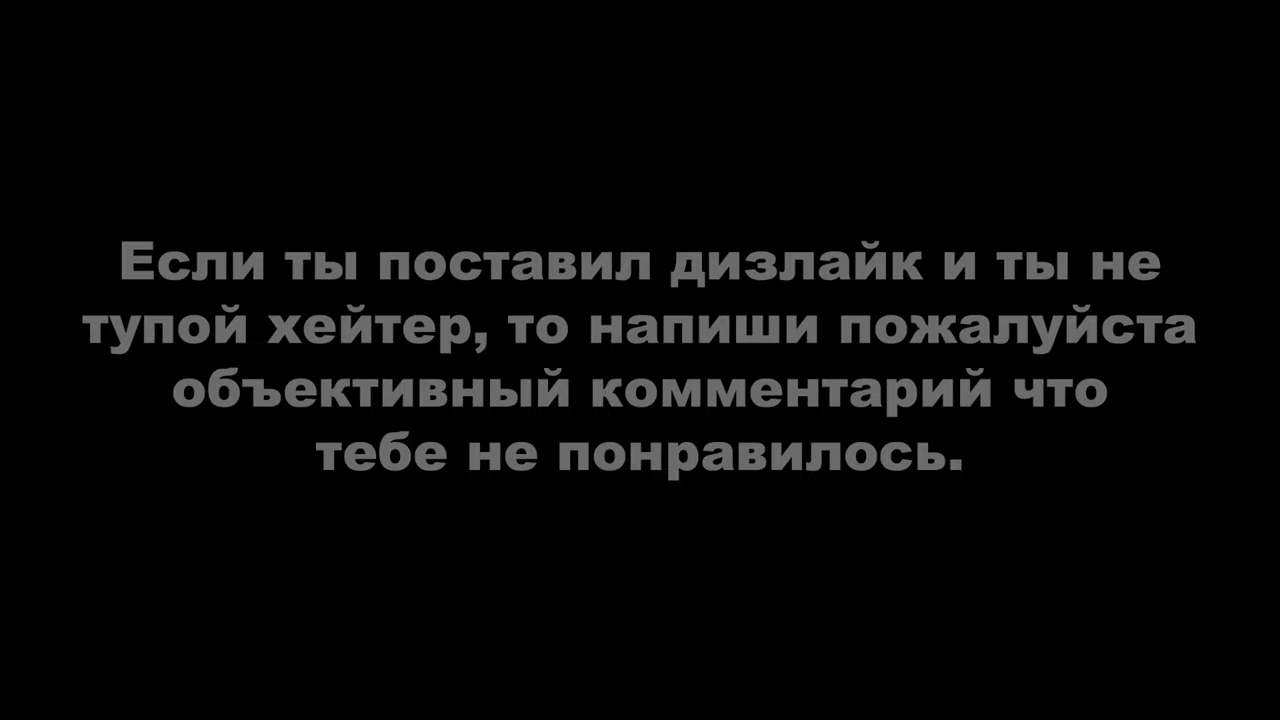 Если ты поставил дизлайк и ты не
тупой хейтер, то напиши пожалуйста
объективный комментарий что
тебе не понравилось.